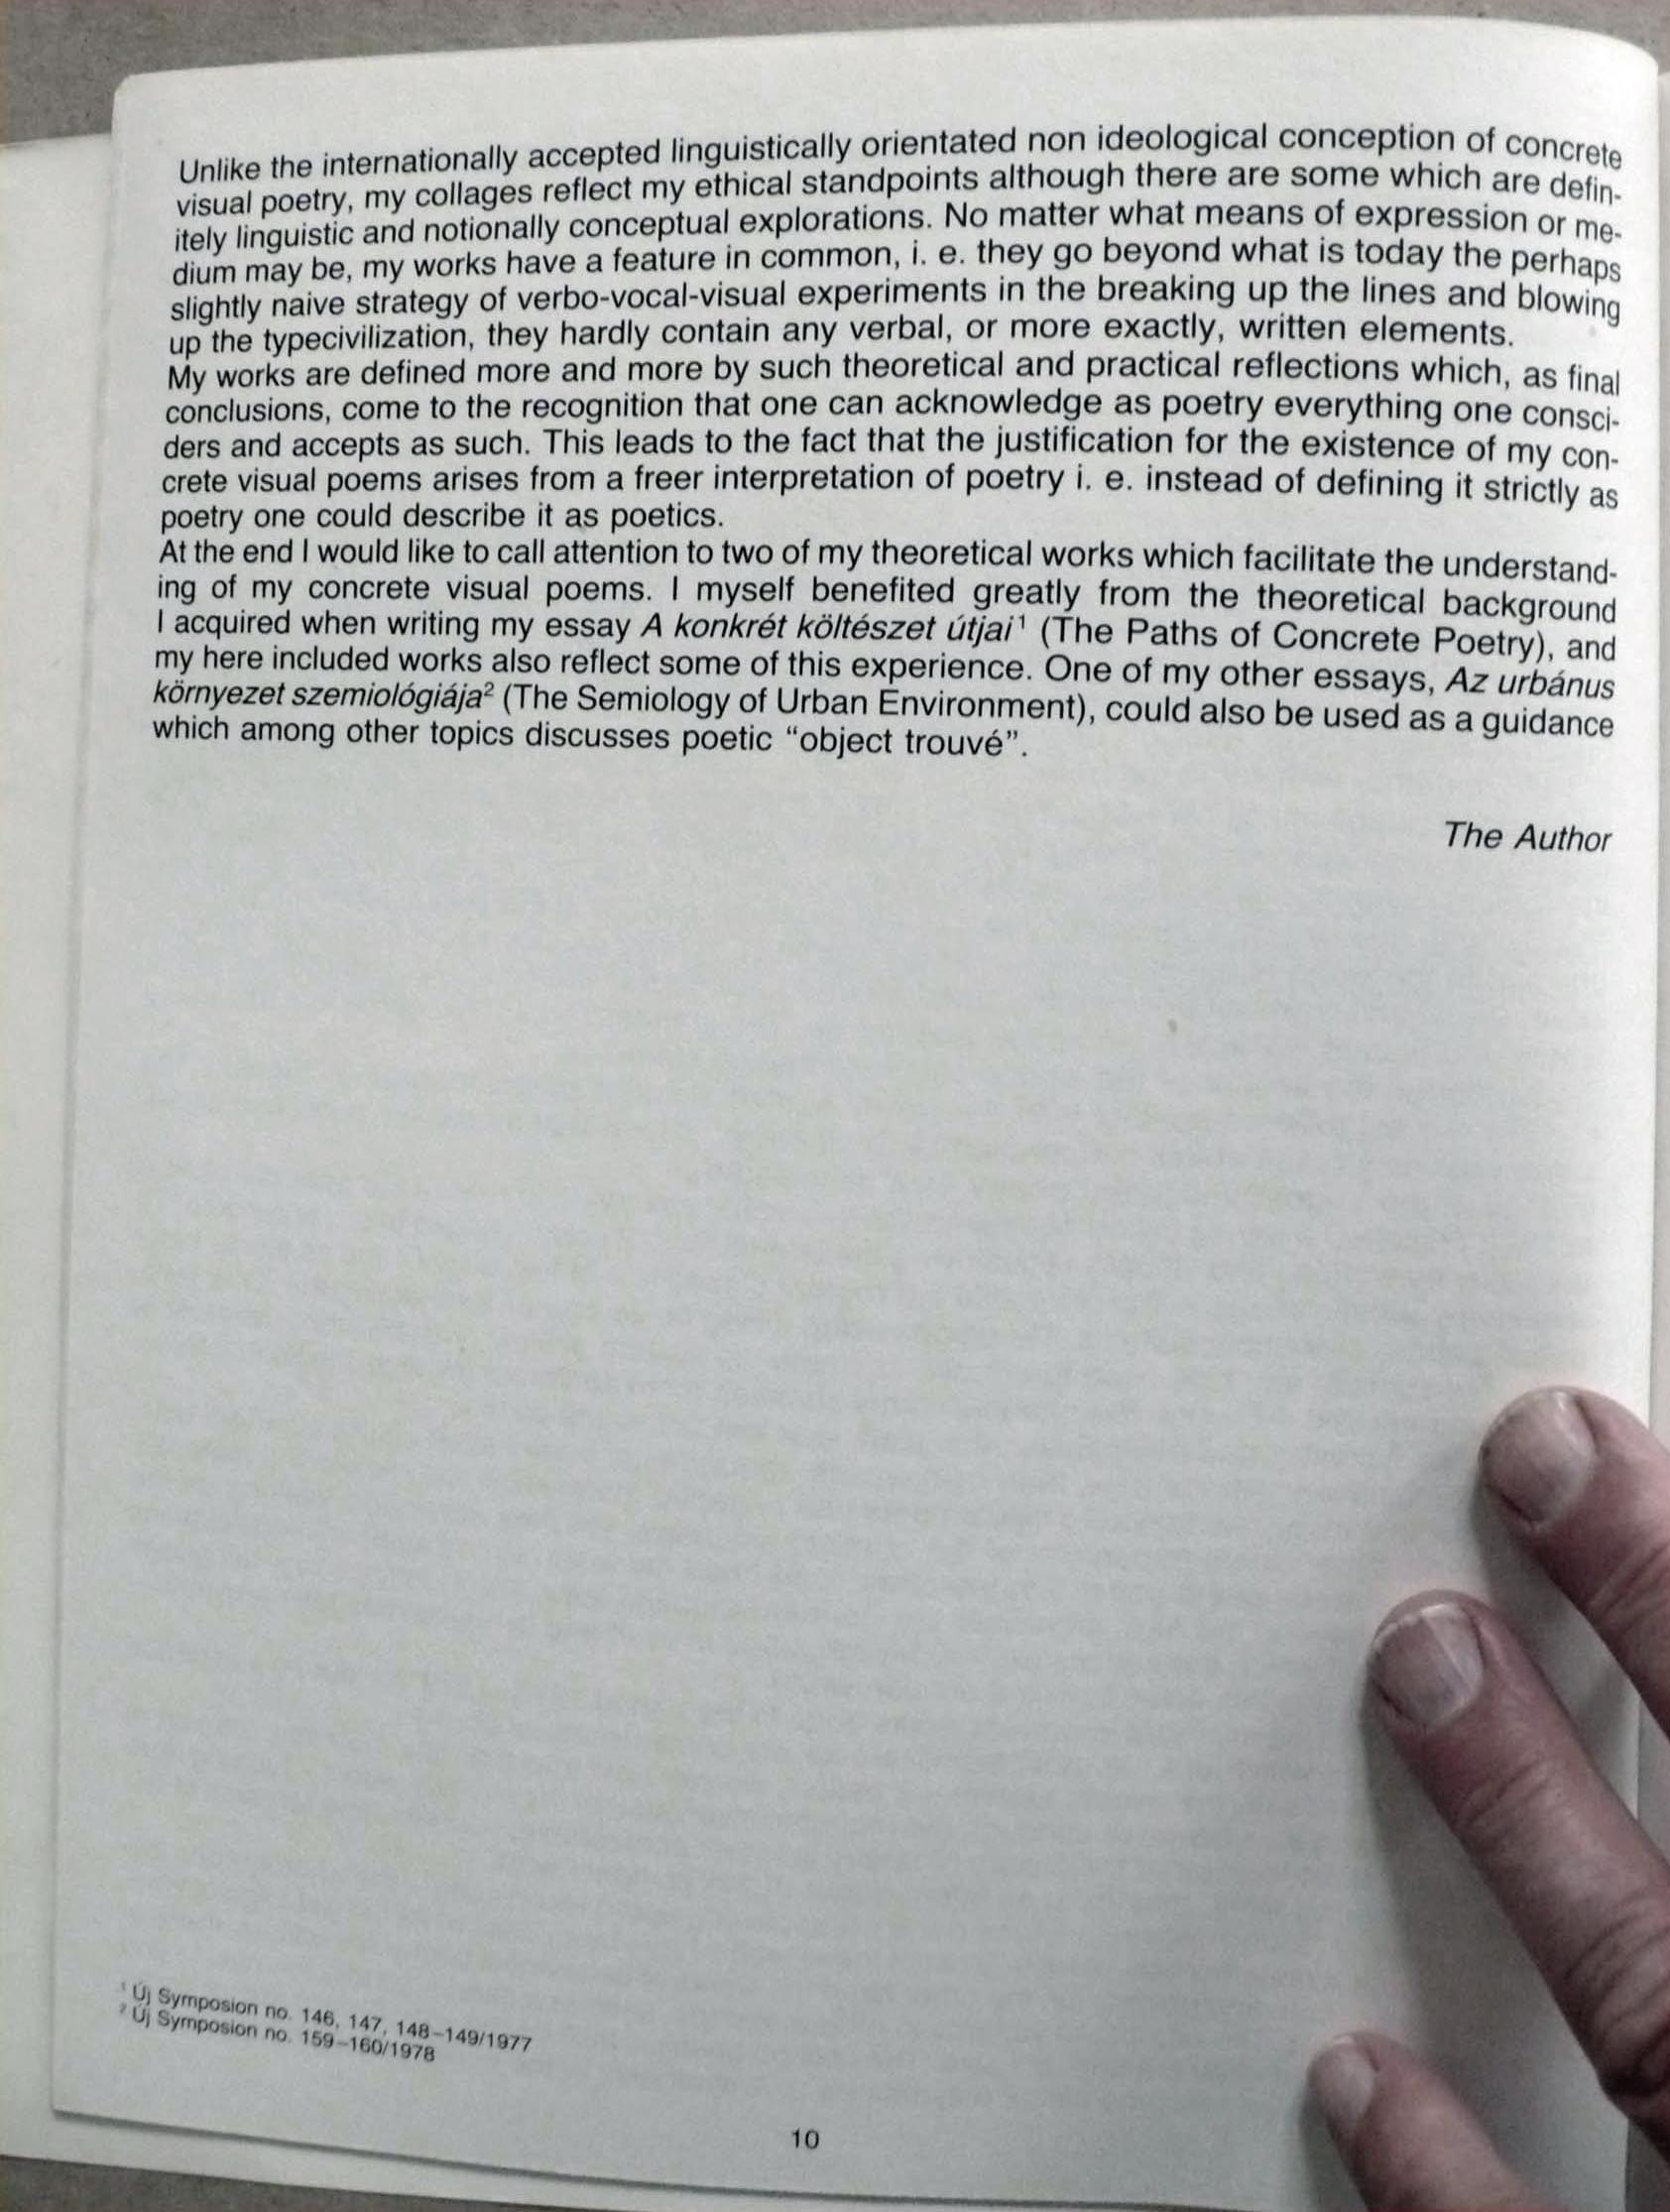 Unlike the internationally accepted linguistically orientated non ideological conception of concrete
visual poetry, my collages reflect my ethical standpoints although there are some which are defin-
itely linguistic and notionally conceptual explorations. No matter what means of expression or me-
dium may be, my works have a feature in common, i. e. they go beyond what is today the perhaps
slightly naive strategy of verbo-vocal-visual experiments in the breaking up the lines and blowing
up the typecivilization, they hardly contain any verbal, or more exactly, written elements.
My works are defined more and more by such theoretical and practical reflections which, as final
conclusions, come to the recognition that one can acknowledge as poetry everything one consci-
ders and accepts as such. This leads to the fact that the justification for the existence of my con-
crete visual poems arises from a freer interpretation of poetry i. e. instead of defining it strictly as
poetry one could describe it as poetics.
At the end I would like to call attention to two of my theoretical works which facilitate the understand-
ing of my concrete visual poems. I myself benefited greatly from the theoretical background
I acquired when writing my essay A konkrét költészet útjai¹ (The Paths of Concrete Poetry), and
my here included works also reflect some of this experience. One of my other essays, Az urbánus
környezet szemiológiája² (The Semiology of Urban Environment), could also be used as a guidance
which among other topics discusses poetic “object trouvé”.
The Author
¹ Új Symposion no. 146, 147, 148–149/1977
² Új Symposion no. 159–160/1978
10